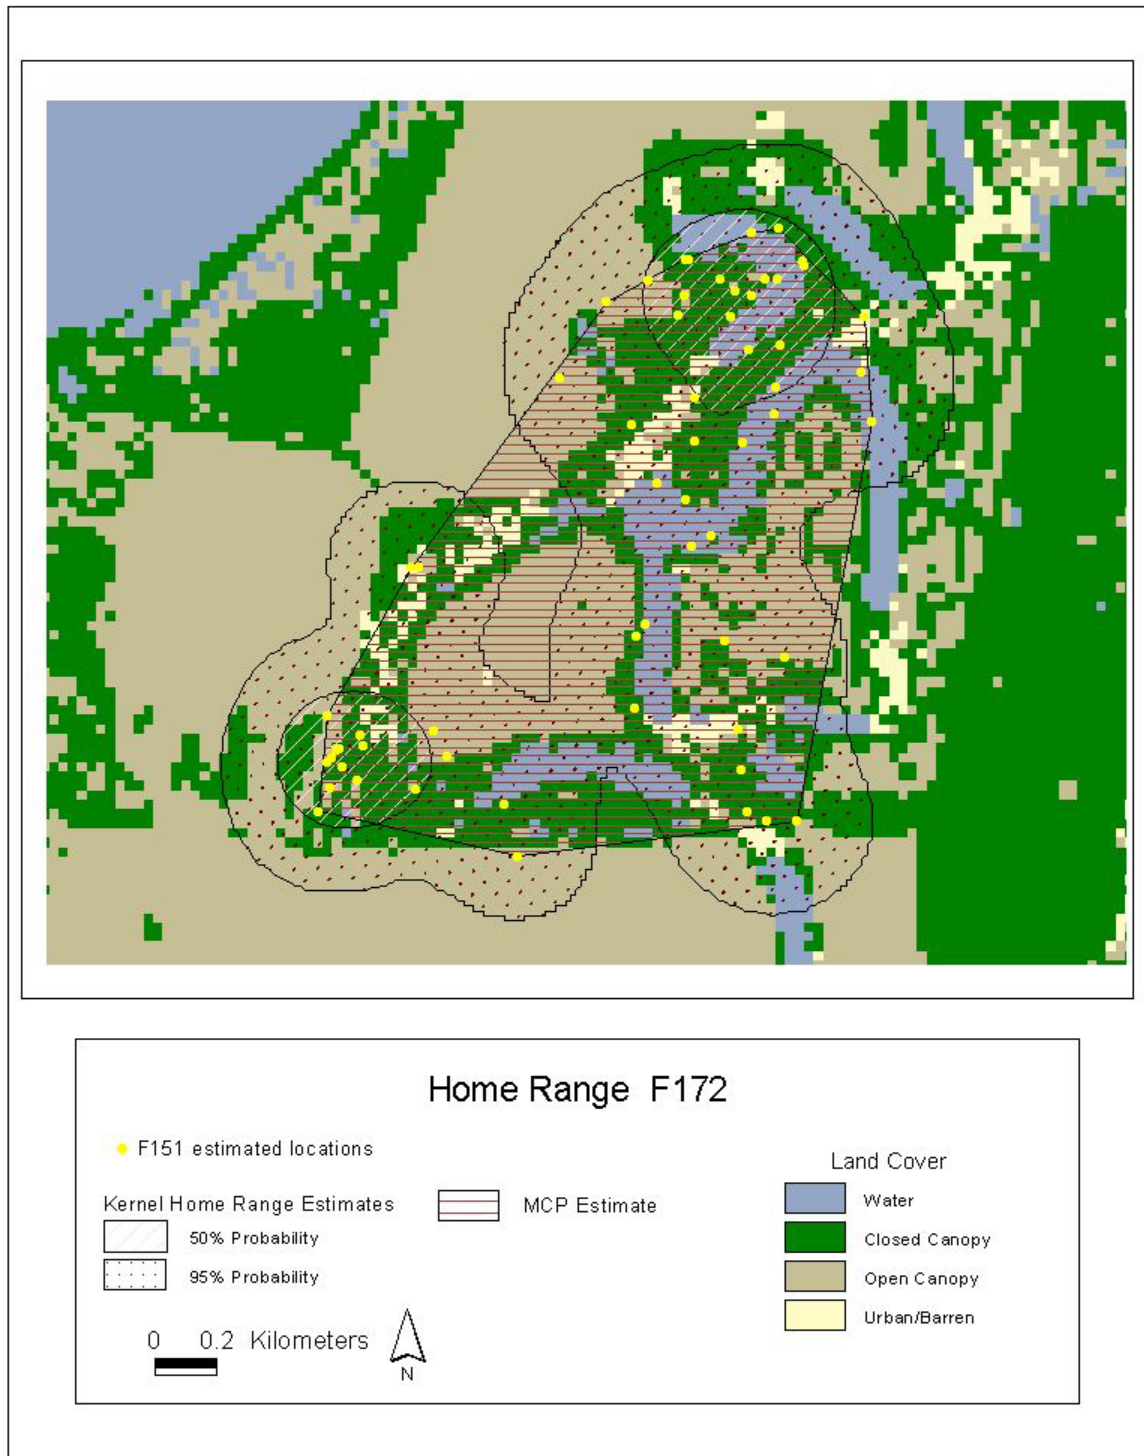 Home Range F172
F151 estimated locations
Kernel Home Range Estimates
50% Probability
95% Probability
MCP Estimate
Land Cover
Water
Closed Canopy
Open Canopy
Urban/Barren
0 0.2 Kilometers
N